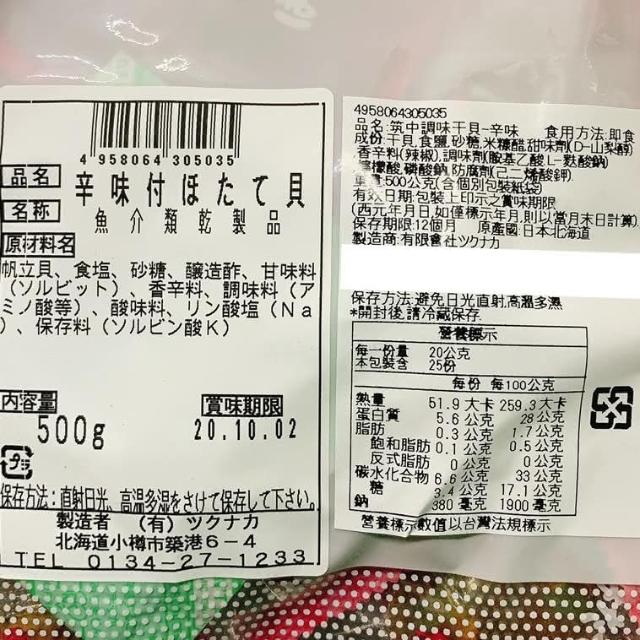 4 958064 305035
品名 辛味付ほたて貝
名称 魚介類乾製品
原材料名
帆立貝、食塩、砂糖、醸造酢、甘味料
(ソルビット)、香辛料、調味料(ア
ミノ酸等)、酸味料、リン酸塩(Na
)、保存料(ソルビン酸K)
内容量 賞味期限
500g 20.10.02
プラ
保存方法:直射日光、高温多湿をさけて保存して下さい。
製造者 (有)ツクナカ
北海道小樽市築港6-4
TEL 0134-27-1233
4958064305035
品名:筑中調味干貝-辛味 食用方法:即食
成份:干貝,食鹽,砂糖,米糠醋,甜味劑(D-山梨醇)
香辛料(辣椒),調味劑(胺基乙酸,L-麩酸鈉)
檸檬酸,磷酸鈉,防腐劑(己二烯酸鉀)
重量:500公克(含個別包裝紙袋)
有效日期:包裝上印示之賞味期限
(西元年月日,如僅標示年月,則以當月末日計算)
保存期限:12個月 原產國:日本北海道
製造商:有限會社ツクナカ
保存方法:避免日光直射,高溫多濕
*開封後,請冷藏保存.
營養標示
每一份量 20公克
本包裝含 25份
每份 每100公克
熱量 51.9 大卡 259.3 大卡
蛋白質 5.6 公克 28 公克
脂肪 0.3 公克 1.7 公克
飽和脂肪 0.1 公克 0.5 公克
反式脂肪 0 公克 0 公克
碳水化合物 6.6 公克 33 公克
糖 3.4 公克 17.1 公克
鈉 380 毫克 1900 毫克
營養標示數值以台灣法規標示